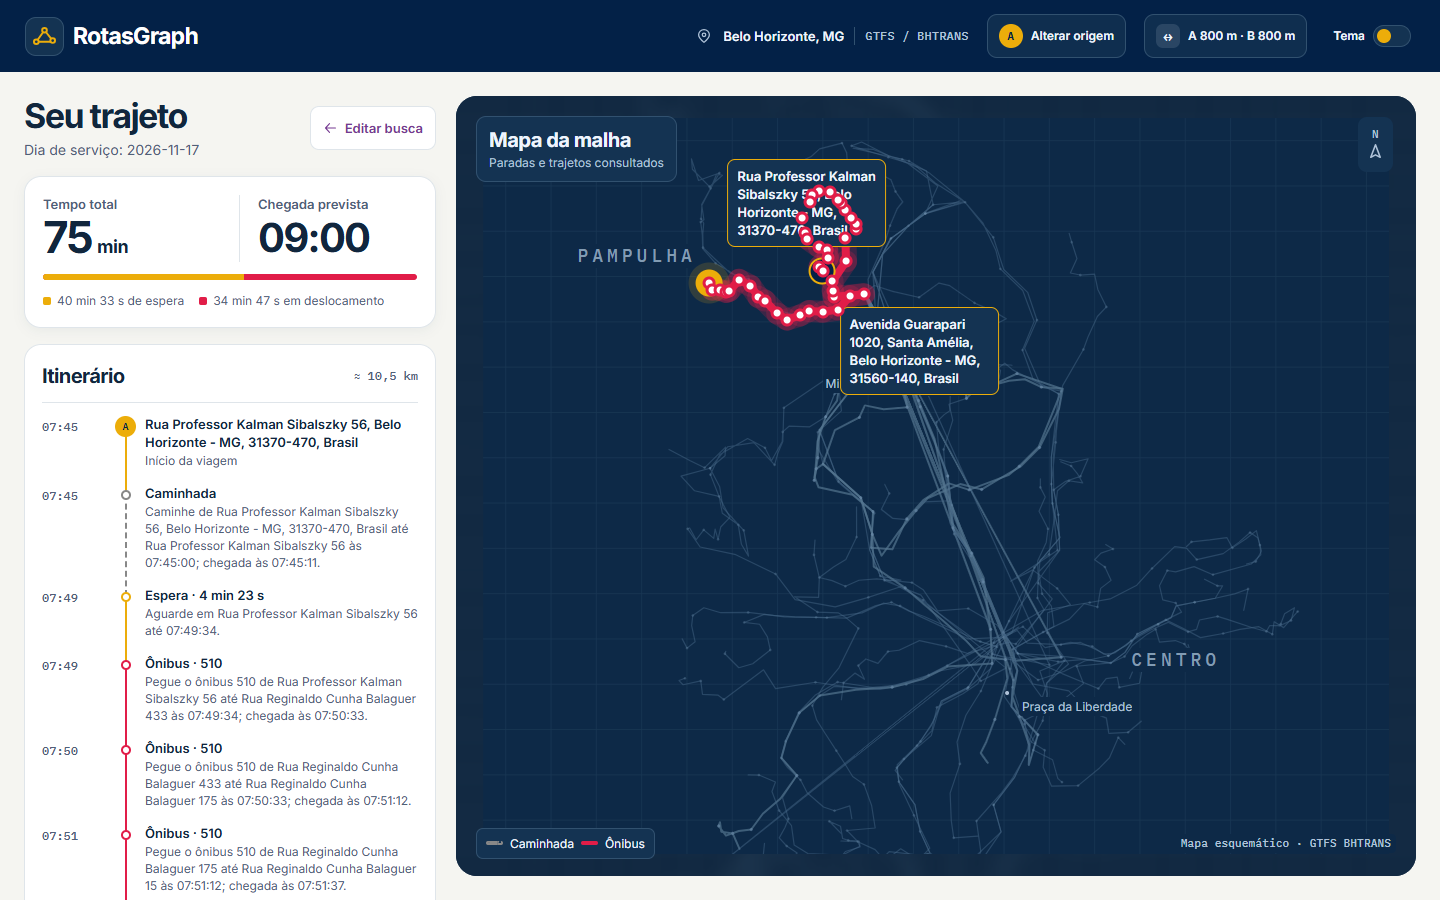 RotasGraph
Belo Horizonte, MG
GTFS / BHTRANS
A
Alterar origem
A 800 m · B 800 m
Tema
Seu trajeto
Dia de serviço: 2026-11-17
← Editar busca
Tempo total
75 min
Chegada prevista
09:00
40 min 33 s de espera
34 min 47 s em deslocamento
Itinerário
≈ 10,5 km
07:45
A
Rua Professor Kalman Sibalszky 56, Belo
Horizonte - MG, 31370-470, Brasil
Início da viagem
07:45
Caminhada
Caminhe de Rua Professor Kalman Sibalszky
56, Belo Horizonte - MG, 31370-470, Brasil até
Rua Professor Kalman Sibalszky 56 às
07:45:00; chegada às 07:45:11.
07:49
Espera · 4 min 23 s
Aguarde em Rua Professor Kalman Sibalszky 56
até 07:49:34.
07:49
Ônibus · 510
Pegue o ônibus 510 de Rua Professor Kalman
Sibalszky 56 até Rua Reginaldo Cunha Balaguer
433 às 07:49:34; chegada às 07:50:33.
07:50
Ônibus · 510
Pegue o ônibus 510 de Rua Reginaldo Cunha
Balaguer 433 até Rua Reginaldo Cunha
Balaguer 175 às 07:50:33; chegada às 07:51:12.
07:51
Ônibus · 510
Pegue o ônibus 510 de Rua Reginaldo Cunha
Balaguer 175 até Rua Reginaldo Cunha Balaguer
15 às 07:51:12; chegada às 07:51:37.
Mapa da malha
Paradas e trajetos consultados
N
Rua Professor Kalman
Sibalszky
Horizonte - MG,
Brasil
PAMPULHA
Avenida Guarapari
1020, Santa Amélia,
Belo Horizonte - MG,
31560-140, Brasil
Mi
CENTRO
Praça da Liberdade
Caminhada
Ônibus
Mapa esquemático · GTFS BHTRANS